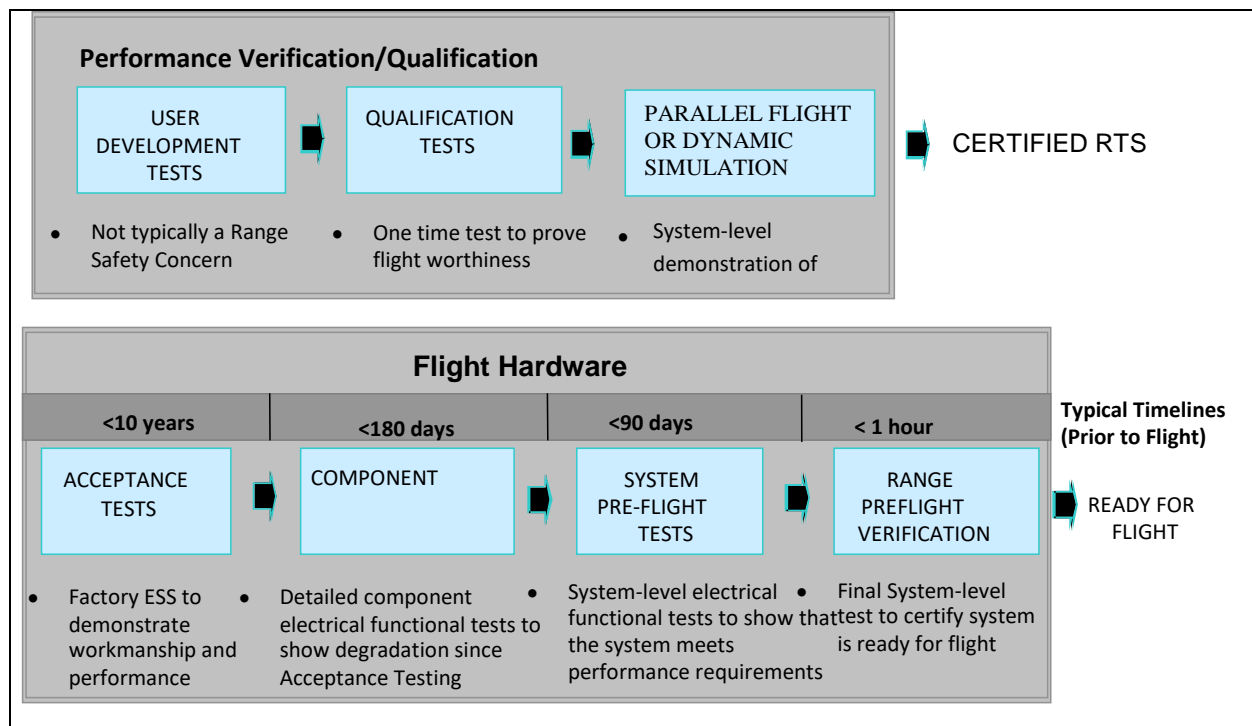 Performance Verification/Qualification
USER
DEVELOPMENT
TESTS
QUALIFICATION
TESTS
PARALLEL FLIGHT
OR DYNAMIC
SIMULATION
CERTIFIED RTS
• Not typically a Range
Safety Concern
• One time test to prove
flight worthiness
• System-level
demonstration of
Flight Hardware
<10 years
<180 days
<90 days
< 1 hour
Typical Timelines
(Prior to Flight)
ACCEPTANCE
TESTS
COMPONENT
SYSTEM
PRE-FLIGHT
TESTS
RANGE
PREFLIGHT
VERIFICATION
READY FOR
FLIGHT
• Factory ESS to
demonstrate
workmanship and
performance
• Detailed component
electrical functional tests to
show degradation since
Acceptance Testing
• System-level electrical
functional tests to show that
the system meets
performance requirements
• Final System-level
test to certify system
is ready for flight